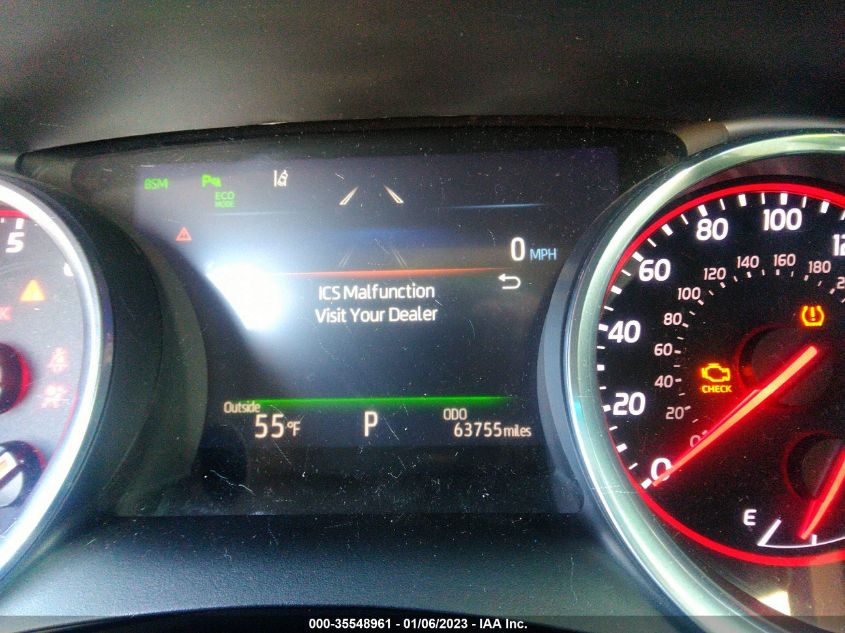 BSM
ECO
MODE
0 MPH
ICS Malfunction
Visit Your Dealer
Outside
55°F
P
ODO
63755 miles
5
0
20
40
60
80
100
20
40
60
80
100
120
140
160
180
CHECK
E
000-35548961 - 01/06/2023 - IAA Inc.